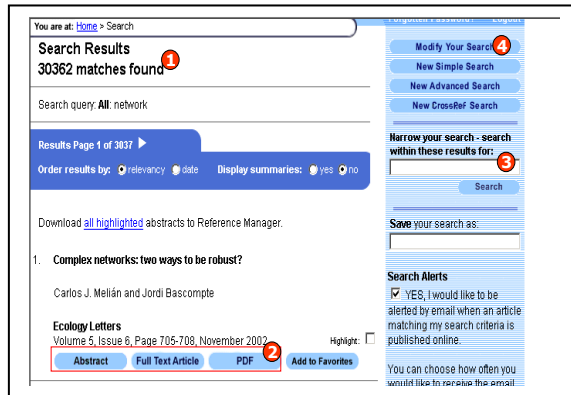 You are at: Home > Search
Search Results
30362 matches found
1
Search query: All: network
Results Page 1 of 3037
Order results by: relevancy date Display summaries: yes no
Download all highlighted abstracts to Reference Manager.
1. Complex networks: two ways to be robust?
Carlos J. Melián and Jordi Bascompte
Ecology Letters
Volume 5, Issue 6, Page 705-708, November 2002 Highlight:
2
Abstract Full Text Article PDF Add to Favorites
Forgotten Password? Logout
Modify Your Search
4
New Simple Search
New Advanced Search
New CrossRef Search
Narrow your search - search
within these results for:
3
Search
Save your search as:
Search Alerts
YES, I would like to be
alerted by email when an article
matching my search criteria is
published online.
You can choose how often you
would like to receive the email